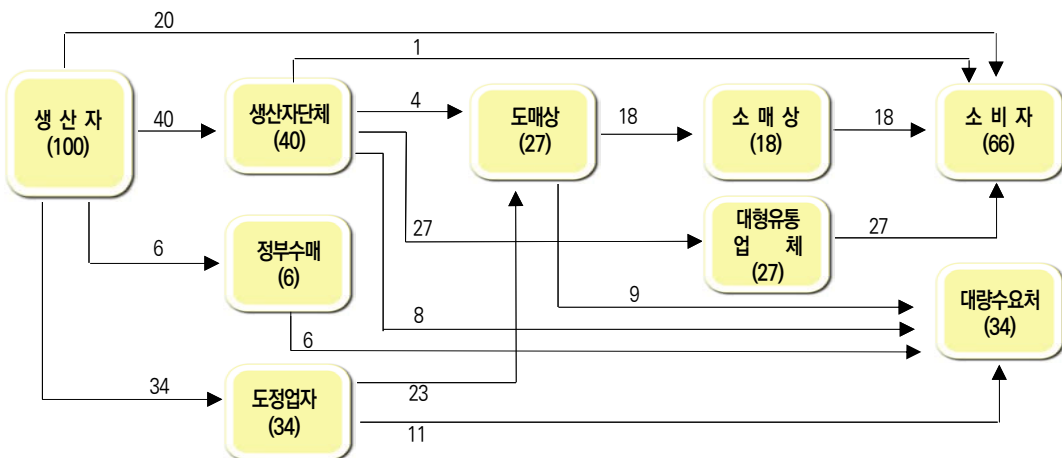 20
1
생 산 자
(100)
40
생산자단체
(40)
4
도매상
(27)
18
소 매 상
(18)
18
소 비 자
(66)
6
정부수매
(6)
27
대형유통
업 체
(27)
27
9
8
6
대량수요처
(34)
34
도정업자
(34)
23
11